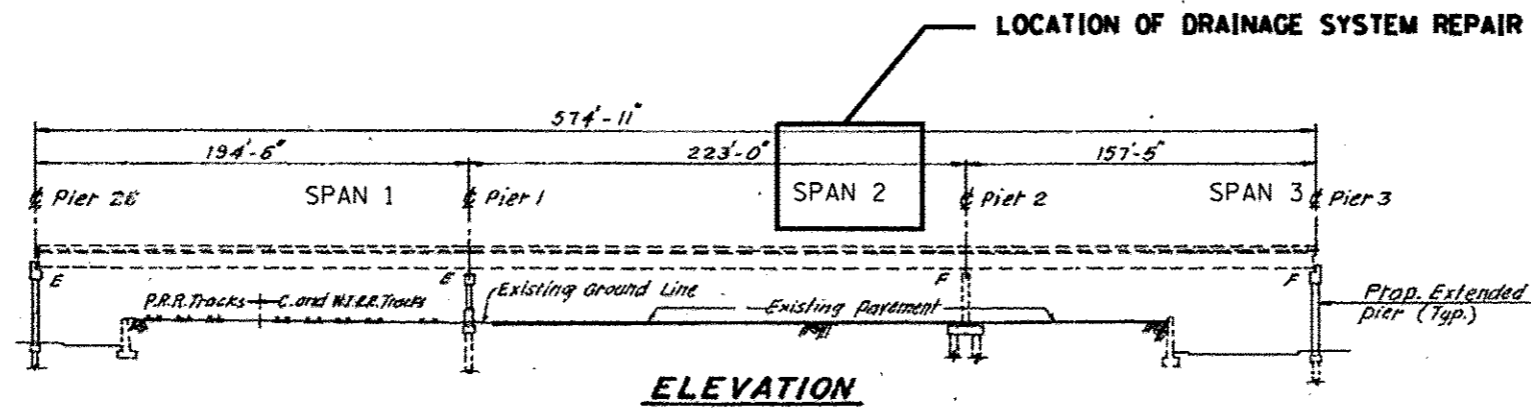 LOCATION OF DRAINAGE SYSTEM REPAIR
574'-11"
194'-6" 223'-0" 157'-5"
℄ Pier 26 SPAN 1 ℄ Pier 1 SPAN 2 ℄ Pier 2 SPAN 3 ℄ Pier 3
E E F F
P.R.R. Tracks C. and W.I.R.R. Tracks Existing Ground Line Existing Pavement Prop. Extended
pier (Typ.)
ELEVATION